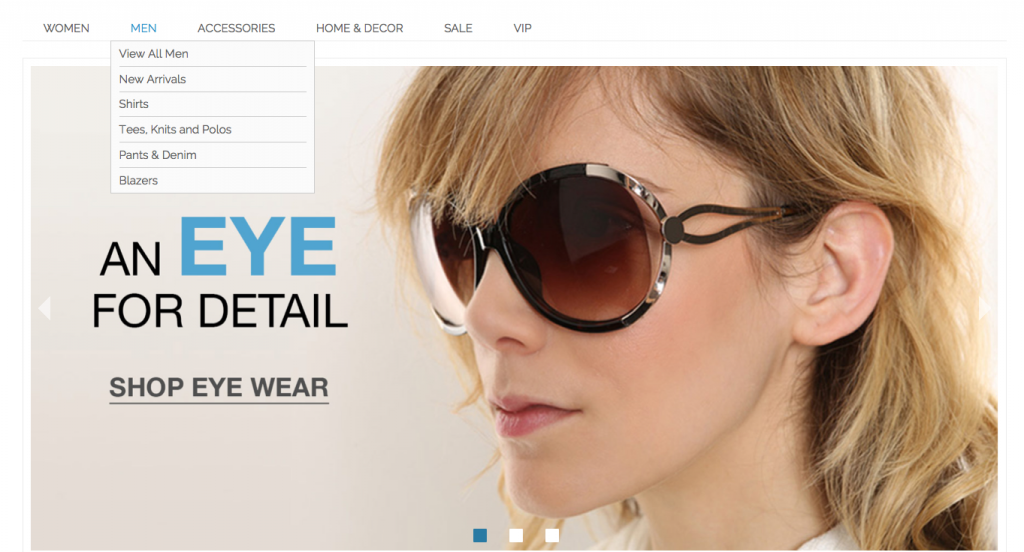 WOMEN MEN ACCESSORIES HOME & DECOR SALE VIP
View All Men
New Arrivals
Shirts
Tees, Knits and Polos
Pants & Denim
Blazers
AN EYE
FOR DETAIL
SHOP EYE WEAR